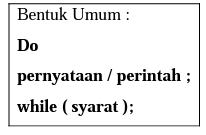 Bentuk Umum :
Do
pernyataan / perintah ;
while ( syarat );